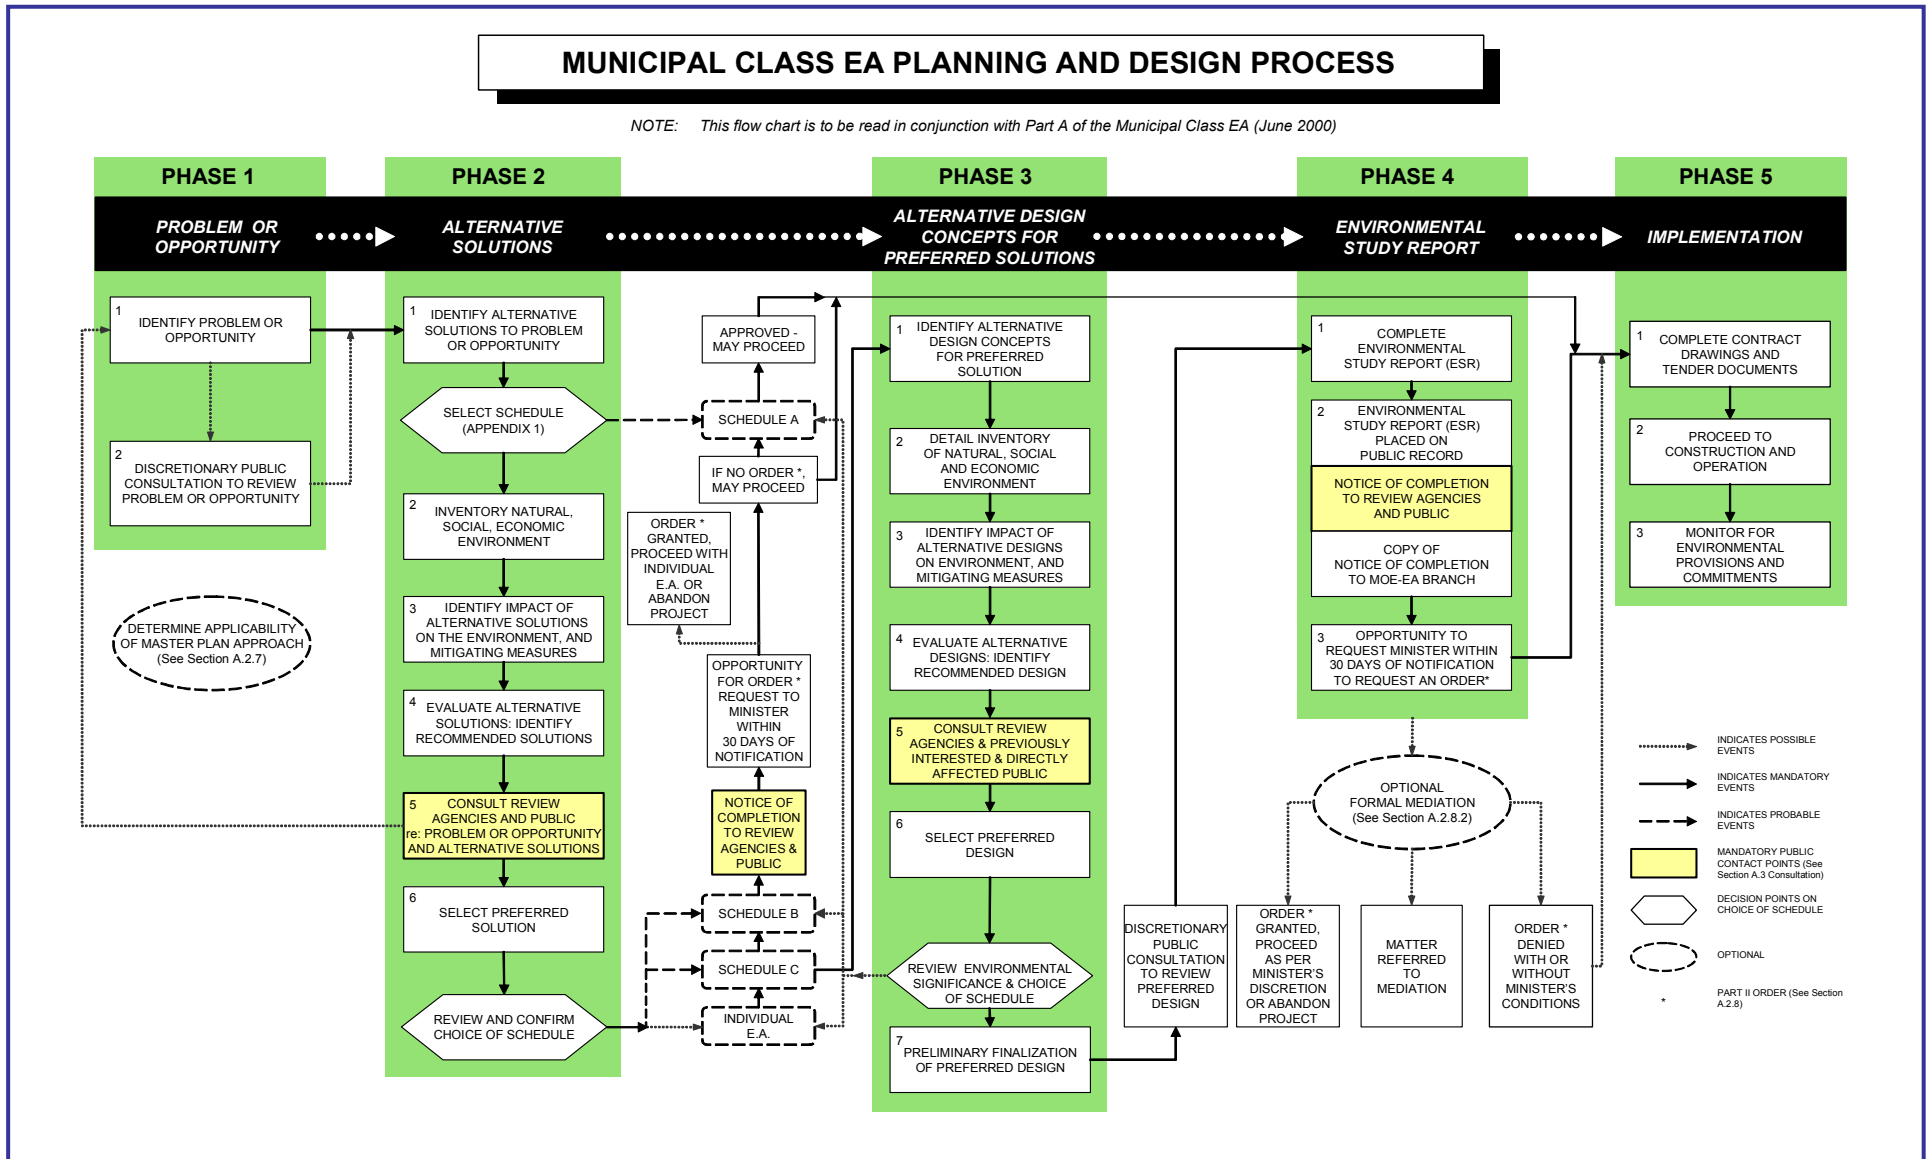 MUNICIPAL CLASS EA PLANNING AND DESIGN PROCESS
NOTE: This flow chart is to be read in conjunction with Part A of the Municipal Class EA (June 2000)
PHASE 1
PROBLEM OR
OPPORTUNITY
1
IDENTIFY PROBLEM OR
OPPORTUNITY
2
DISCRETIONARY PUBLIC
CONSULTATION TO REVIEW
PROBLEM OR OPPORTUNITY
DETERMINE APPLICABILITY
OF MASTER PLAN APPROACH
(See Section A.2.7)
PHASE 2
ALTERNATIVE
SOLUTIONS
1
IDENTIFY ALTERNATIVE
SOLUTIONS TO PROBLEM
OR OPPORTUNITY
SELECT SCHEDULE
(APPENDIX 1)
2
INVENTORY NATURAL,
SOCIAL, ECONOMIC
ENVIRONMENT
3
IDENTIFY IMPACT OF
ALTERNATIVE SOLUTIONS
ON THE ENVIRONMENT, AND
MITIGATING MEASURES
4
EVALUATE ALTERNATIVE
SOLUTIONS: IDENTIFY
RECOMMENDED SOLUTIONS
5
CONSULT REVIEW
AGENCIES AND PUBLIC
re: PROBLEM OR OPPORTUNITY
AND ALTERNATIVE SOLUTIONS
6
SELECT PREFERRED
SOLUTION
REVIEW AND CONFIRM
CHOICE OF SCHEDULE
APPROVED -
MAY PROCEED
SCHEDULE A
IF NO ORDER *,
MAY PROCEED
ORDER *
GRANTED,
PROCEED WITH
INDIVIDUAL
E.A. OR
ABANDON
PROJECT
OPPORTUNITY
FOR ORDER *
REQUEST TO
MINISTER
WITHIN
30 DAYS OF
NOTIFICATION
NOTICE OF
COMPLETION
TO REVIEW
AGENCIES &
PUBLIC
SCHEDULE B
SCHEDULE C
INDIVIDUAL
E.A.
PHASE 3
ALTERNATIVE DESIGN
CONCEPTS FOR
PREFERRED SOLUTIONS
1
IDENTIFY ALTERNATIVE
DESIGN CONCEPTS
FOR PREFERRED
SOLUTION
2
DETAIL INVENTORY
OF NATURAL, SOCIAL
AND ECONOMIC
ENVIRONMENT
3
IDENTIFY IMPACT OF
ALTERNATIVE DESIGNS
ON ENVIRONMENT, AND
MITIGATING MEASURES
4
EVALUATE ALTERNATIVE
DESIGNS: IDENTIFY
RECOMMENDED DESIGN
5
CONSULT REVIEW
AGENCIES & PREVIOUSLY
INTERESTED & DIRECTLY
AFFECTED PUBLIC
6
SELECT PREFERRED
DESIGN
REVIEW ENVIRONMENTAL
SIGNIFICANCE & CHOICE
OF SCHEDULE
7
PRELIMINARY FINALIZATION
OF PREFERRED DESIGN
DISCRETIONARY
PUBLIC
CONSULTATION
TO REVIEW
PREFERRED
DESIGN
PHASE 4
ENVIRONMENTAL
STUDY REPORT
1
COMPLETE
ENVIRONMENTAL
STUDY REPORT (ESR)
2
ENVIRONMENTAL
STUDY REPORT (ESR)
PLACED ON
PUBLIC RECORD
NOTICE OF COMPLETION
TO REVIEW AGENCIES
AND PUBLIC
COPY OF
NOTICE OF COMPLETION
TO MOE-EA BRANCH
3
OPPORTUNITY TO
REQUEST MINISTER WITHIN
30 DAYS OF NOTIFICATION
TO REQUEST AN ORDER*
OPTIONAL
FORMAL MEDIATION
(See Section A.2.8.2)
ORDER *
GRANTED,
PROCEED
AS PER
MINISTER'S
DISCRETION
OR ABANDON
PROJECT
MATTER
REFERRED
TO
MEDIATION
ORDER *
DENIED
WITH OR
WITHOUT
MINISTER'S
CONDITIONS
PHASE 5
IMPLEMENTATION
1
COMPLETE CONTRACT
DRAWINGS AND
TENDER DOCUMENTS
2
PROCEED TO
CONSTRUCTION AND
OPERATION
3
MONITOR FOR
ENVIRONMENTAL
PROVISIONS AND
COMMITMENTS
INDICATES POSSIBLE
EVENTS
INDICATES MANDATORY
EVENTS
INDICATES PROBABLE
EVENTS
MANDATORY PUBLIC
CONTACT POINTS (See
Section A.3 Consultation)
DECISION POINTS ON
CHOICE OF SCHEDULE
OPTIONAL
*
PART II ORDER (See Section
A.2.8)